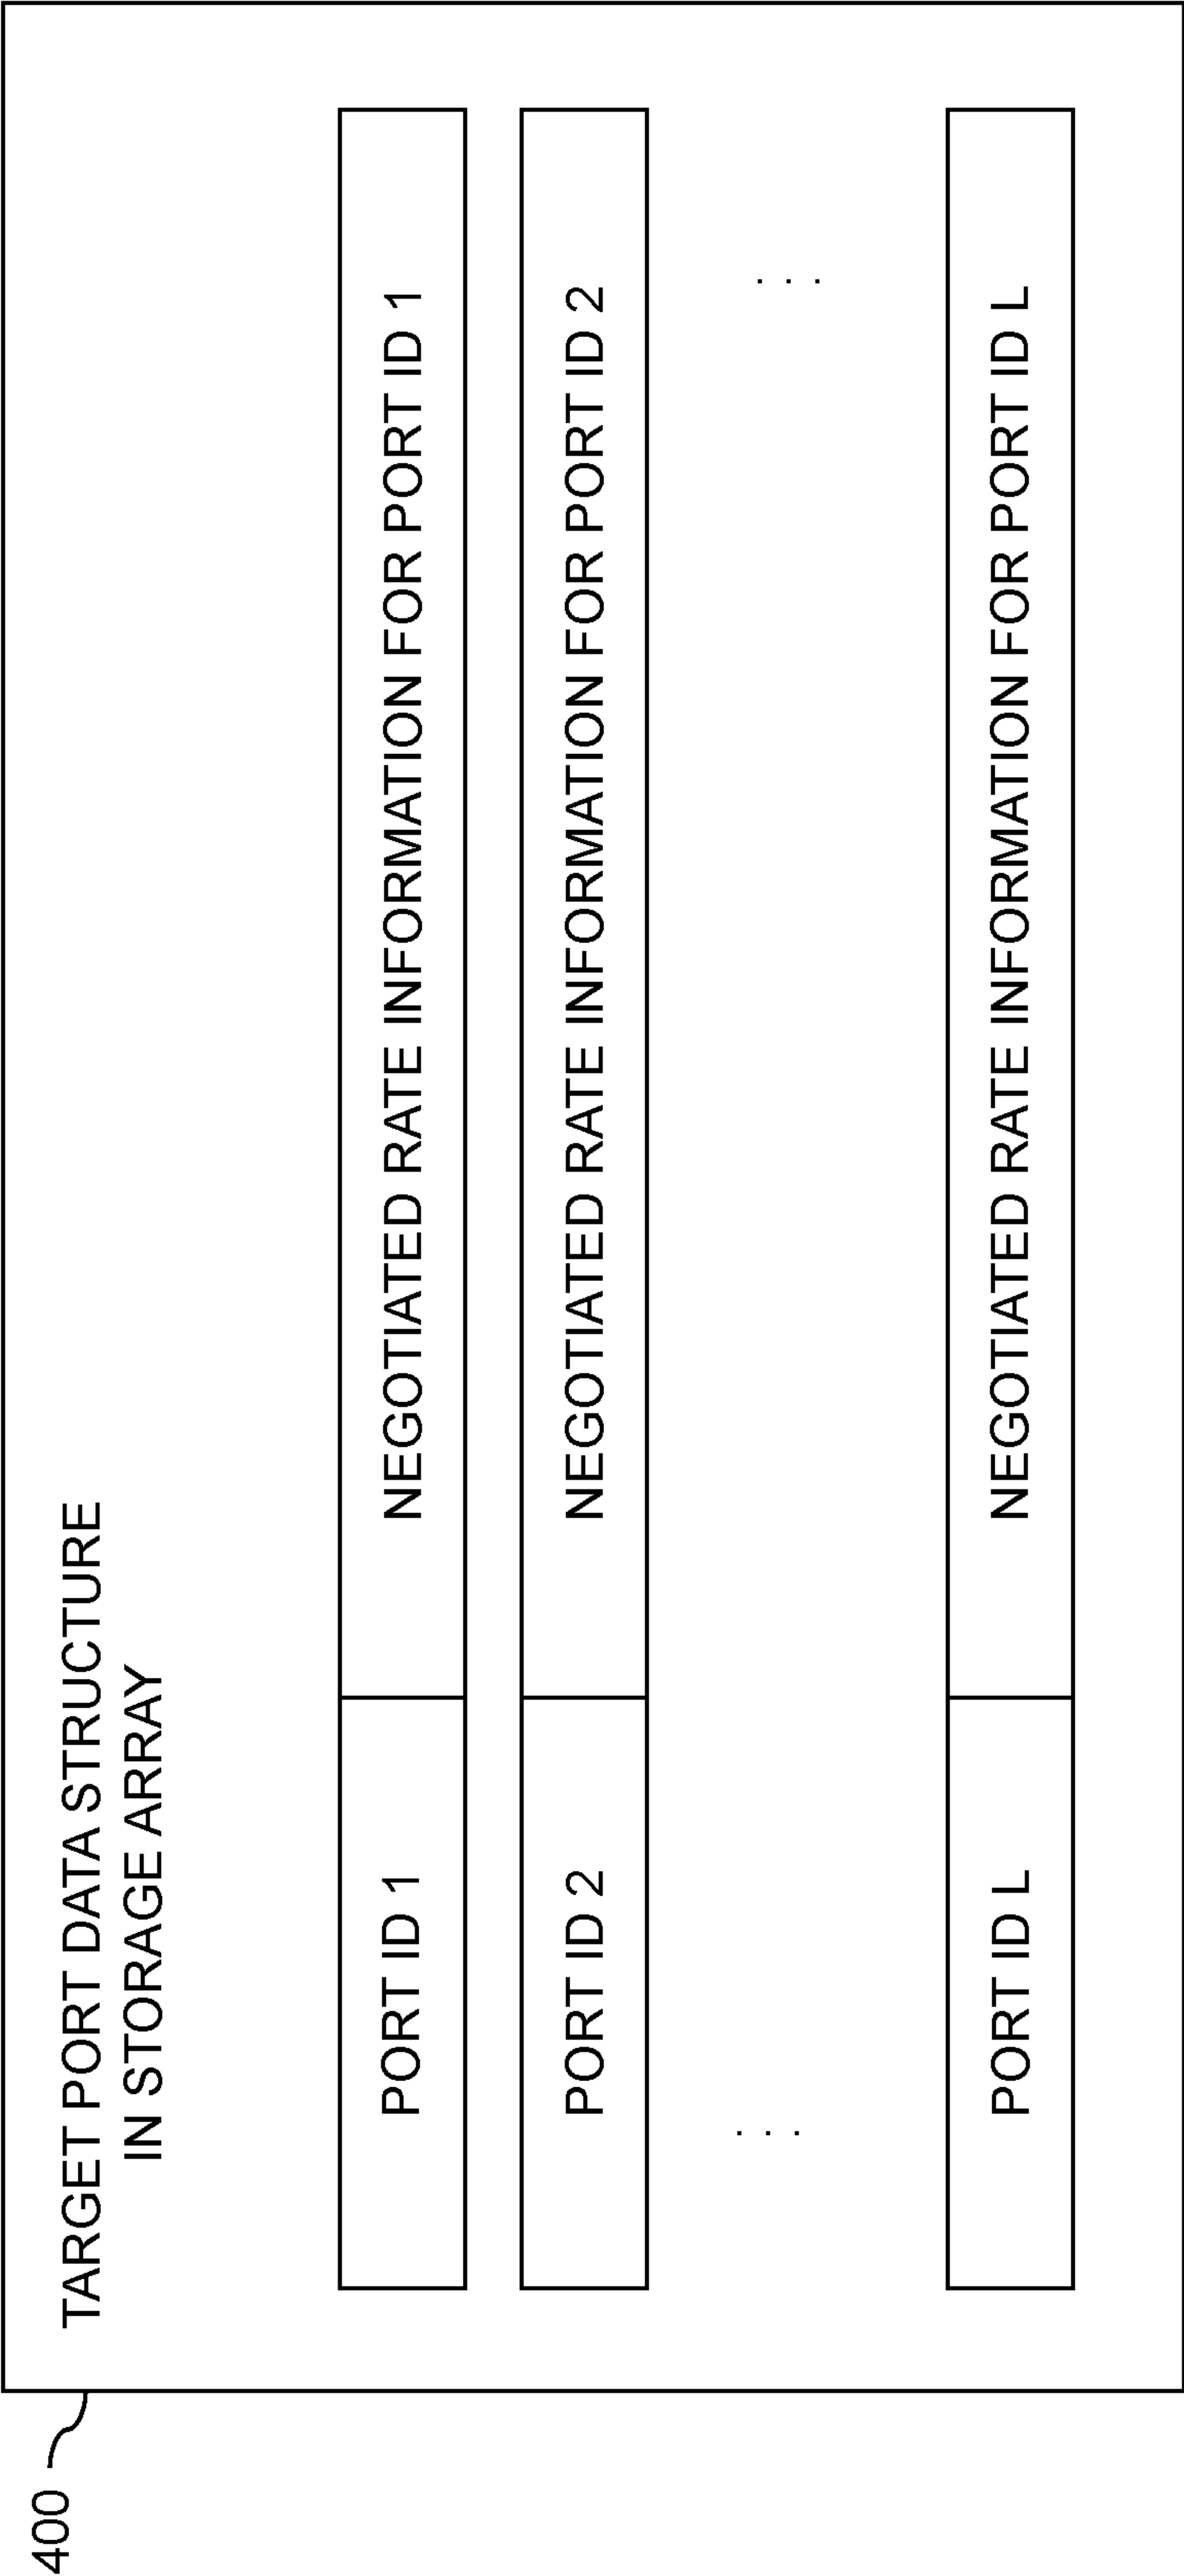 400
TARGET PORT DATA STRUCTURE
IN STORAGE ARRAY
PORT ID 1
NEGOTIATED RATE INFORMATION FOR PORT ID 1
PORT ID 2
NEGOTIATED RATE INFORMATION FOR PORT ID 2
. . .
. . .
PORT ID L
NEGOTIATED RATE INFORMATION FOR PORT ID L